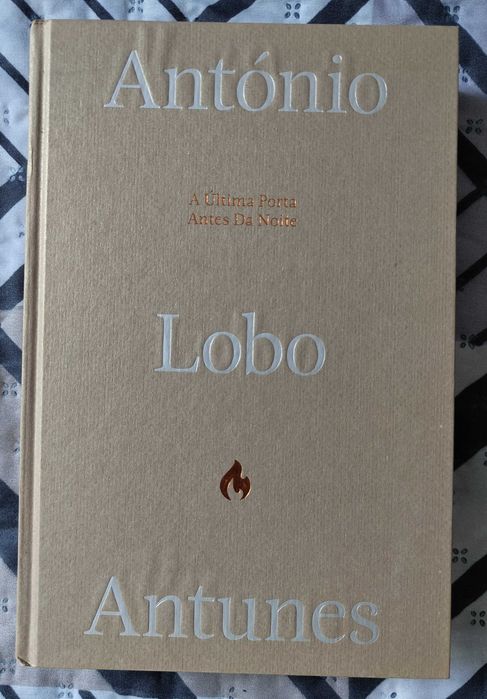 António
A Última Porta
Antes Da Noite
Lobo
Antunes